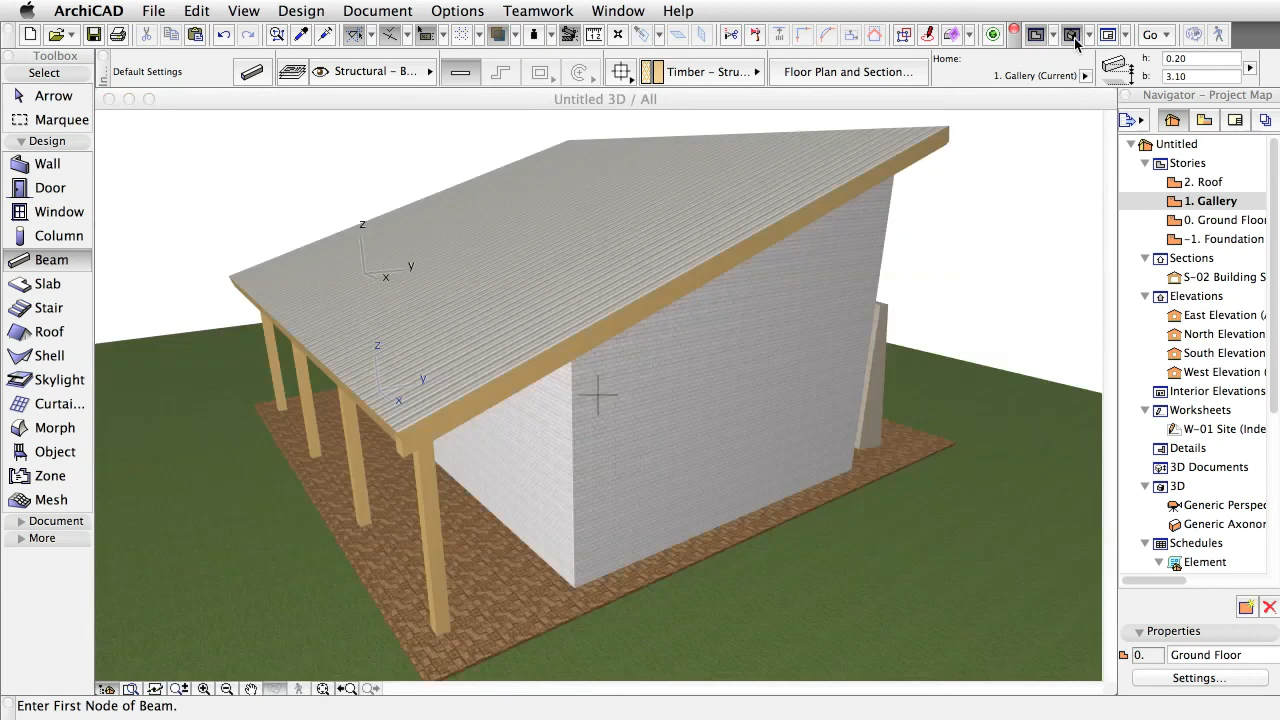 ArchiCAD File Edit View Design Document Options Teamwork Window Help
Go
Toolbox
Select
Arrow
Marquee
Design
Wall
Door
Window
Column
Beam
Slab
Stair
Roof
Shell
Skylight
Curtai...
Morph
Object
Zone
Mesh
Document
More
Default Settings
Structural - B...
Timber - Stru...
Floor Plan and Section...
Home:
1. Gallery (Current)
h: 0.20
b: 3.10
Untitled 3D / All
z
y
x
z
y
x
Navigator - Project Map
Untitled
Stories
2. Roof
1. Gallery
0. Ground Floo
-1. Foundation
Sections
S-02 Building S
Elevations
East Elevation (
North Elevation
South Elevation
West Elevation (
Interior Elevations
Worksheets
W-01 Site (Inde
Details
3D Documents
3D
Generic Perspe
Generic Axono
Schedules
Element
Properties
0. Ground Floor
Settings...
Enter First Node of Beam.